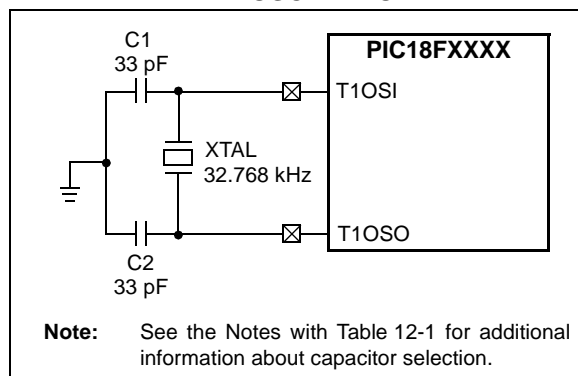 C1
33 pF
PIC18FXXXX
T1OSI
XTAL
32.768 kHz
T1OSO
C2
33 pF
Note: See the Notes with Table 12-1 for additional
information about capacitor selection.